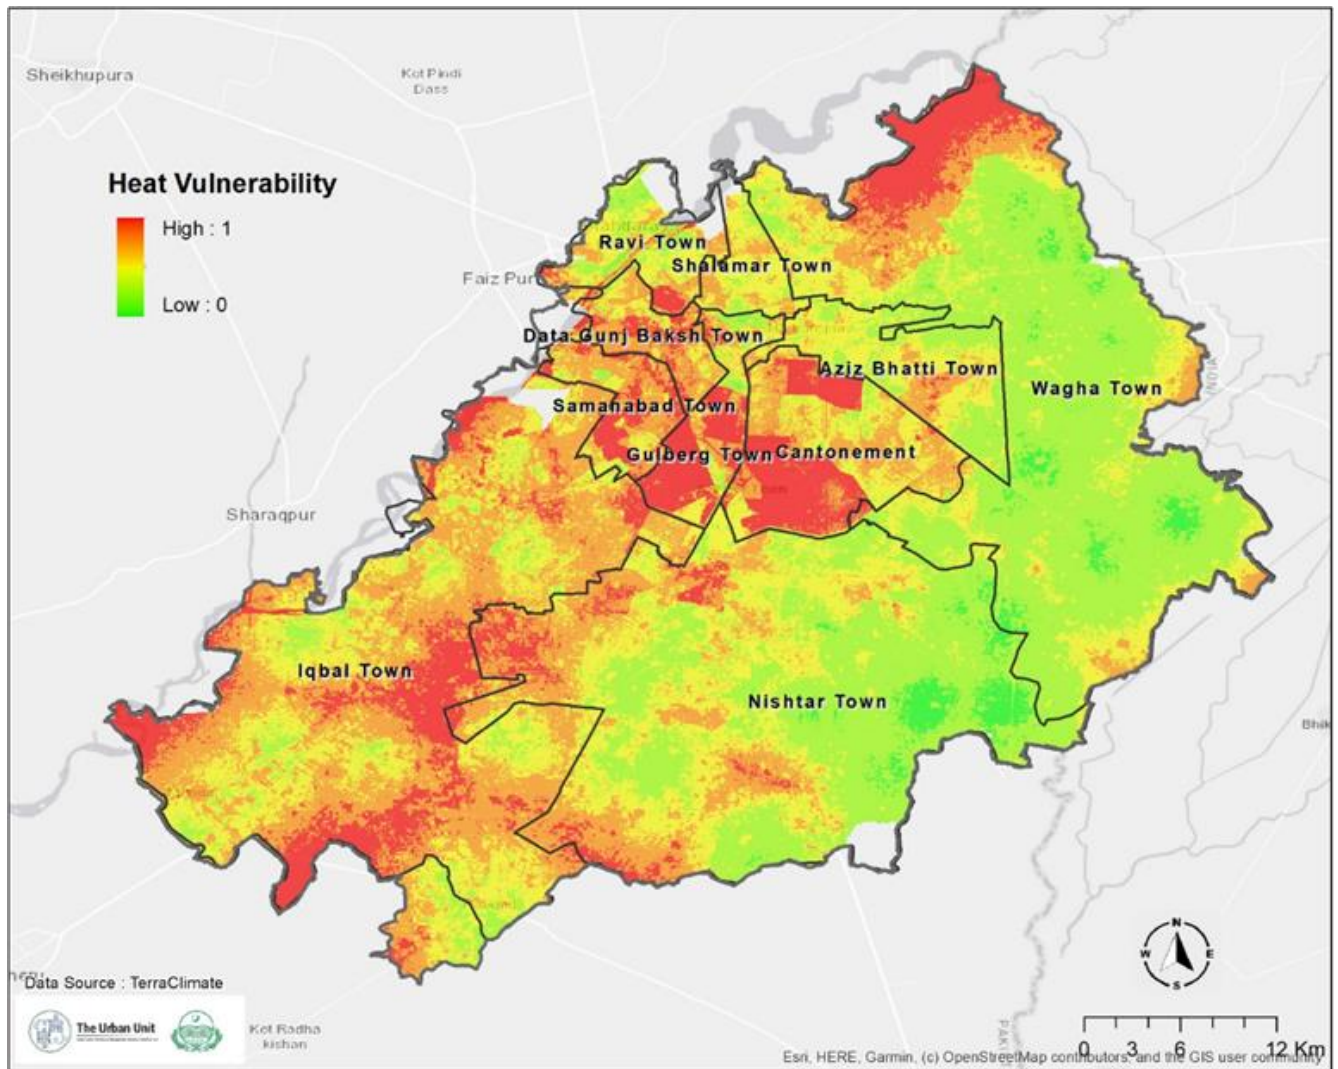 Sheikhupura
Kot Pindi
Dass
Heat Vulnerability
High : 1
Low : 0
Ravi Town
Shalamar Town
Faiz Pur
Data Gunj Bakshi Town
Aziz Bhatti Town
Wagha Town
Samanabad Town
Gulberg Town
Cantonement
Sharaqpur
Iqbal Town
Nishtar Town
Bhik
N
W
E
S
Data Source : TerraClimate
The Urban Unit
Kot Radha
kishan
0 3 6 12 Km
Esri, HERE, Garmin, (c) OpenStreetMap contributors, and the GIS user community